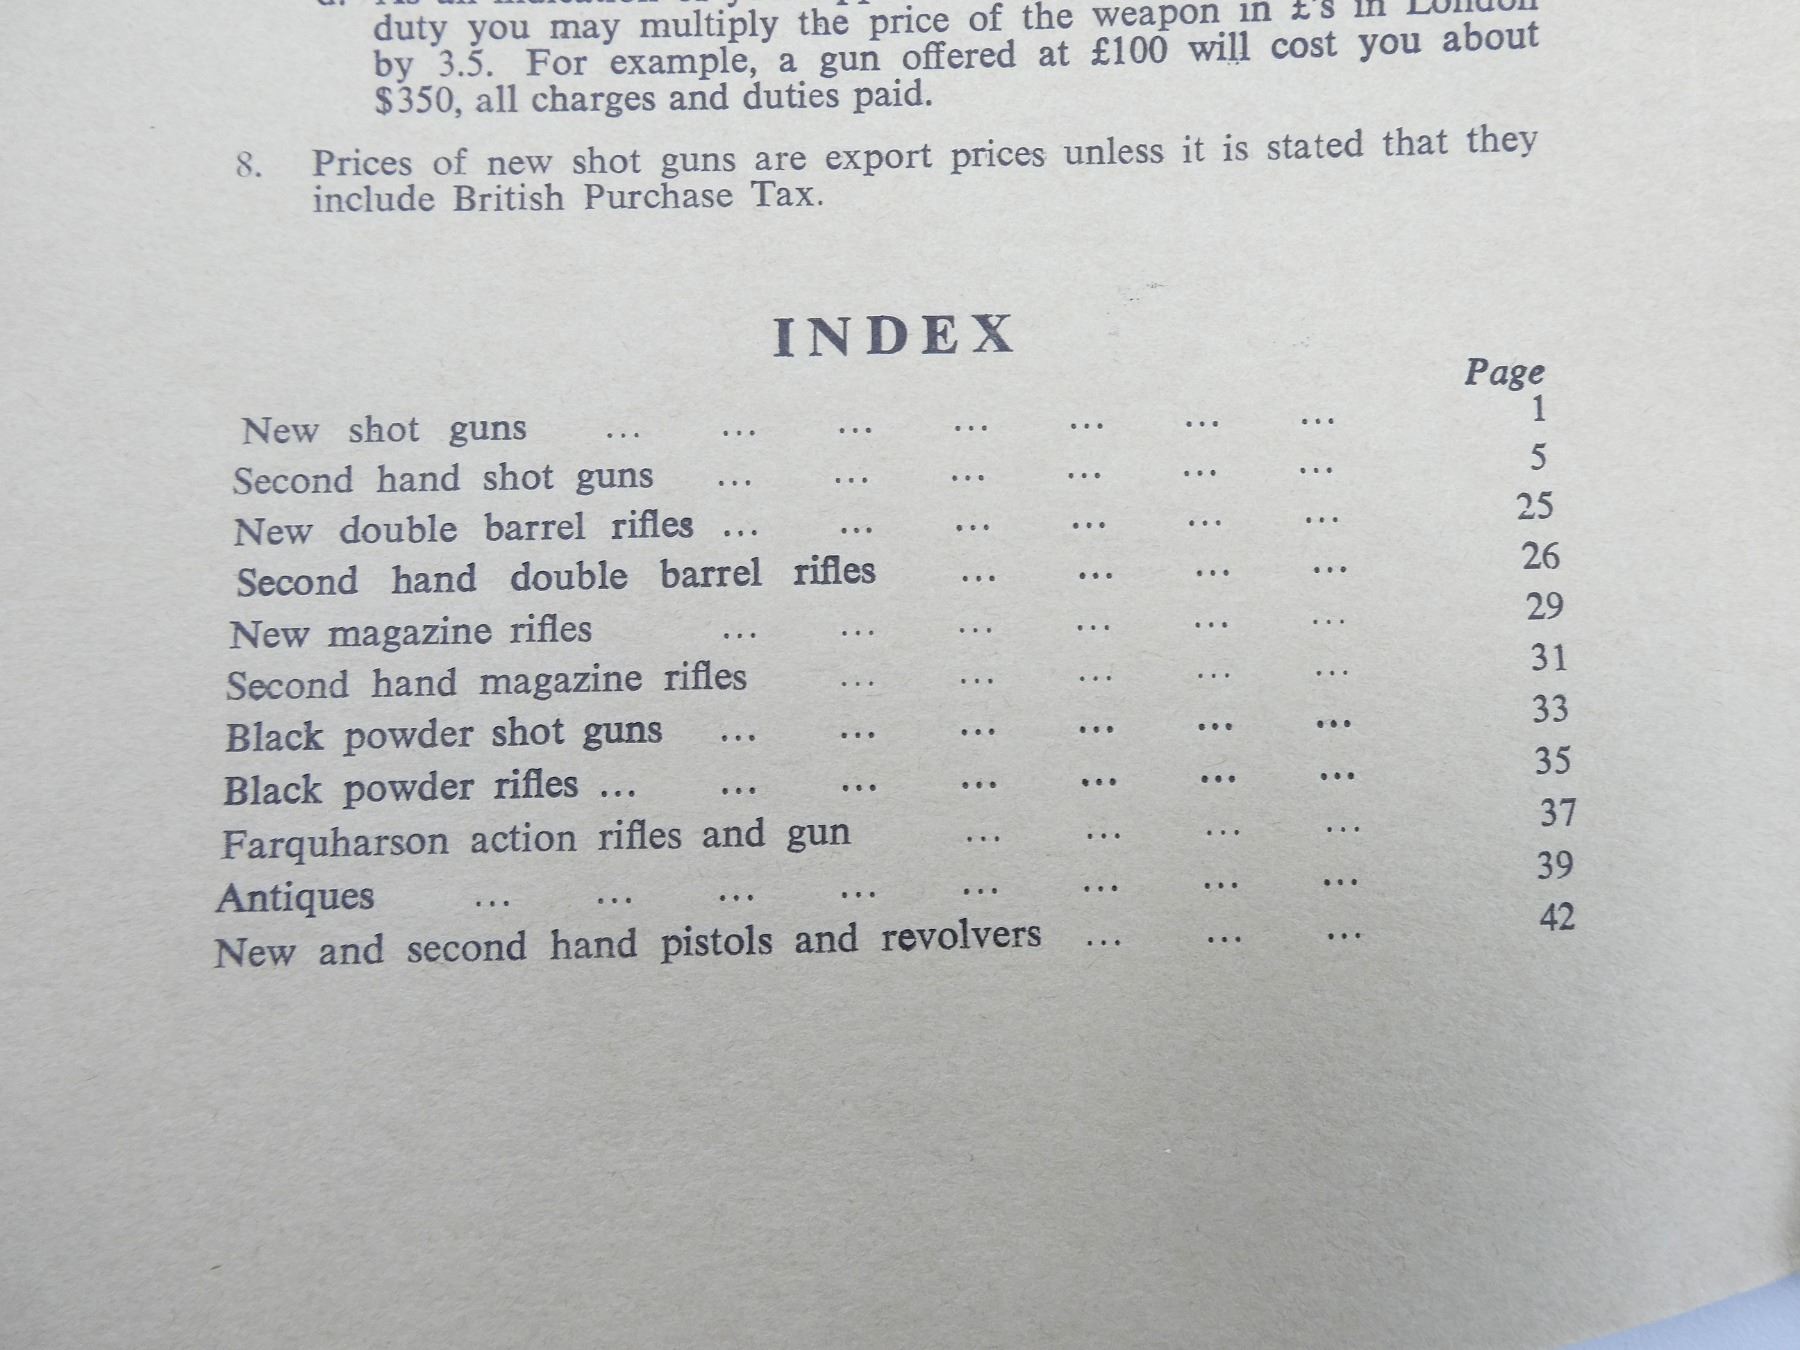 duty you may multiply the price of the weapon in £'s in London
by 3.5. For example, a gun offered at £100 will cost you about
$350, all charges and duties paid.
8. Prices of new shot guns are export prices unless it is stated that they
include British Purchase Tax.
INDEX
Page
New shot guns ... ... ... ... ... ... ... 1
Second hand shot guns ... ... ... ... ... ... 5
New double barrel rifles ... ... ... ... ... ... 25
Second hand double barrel rifles ... ... ... ... 26
New magazine rifles ... ... ... ... ... ... 29
Second hand magazine rifles ... ... ... ... ... 31
Black powder shot guns ... ... ... ... ... ... 33
Black powder rifles ... ... ... ... ... ... ... 35
Farquharson action rifles and gun ... ... ... ... 37
Antiques ... ... ... ... ... ... ... ... 39
New and second hand pistols and revolvers ... ... ... 42